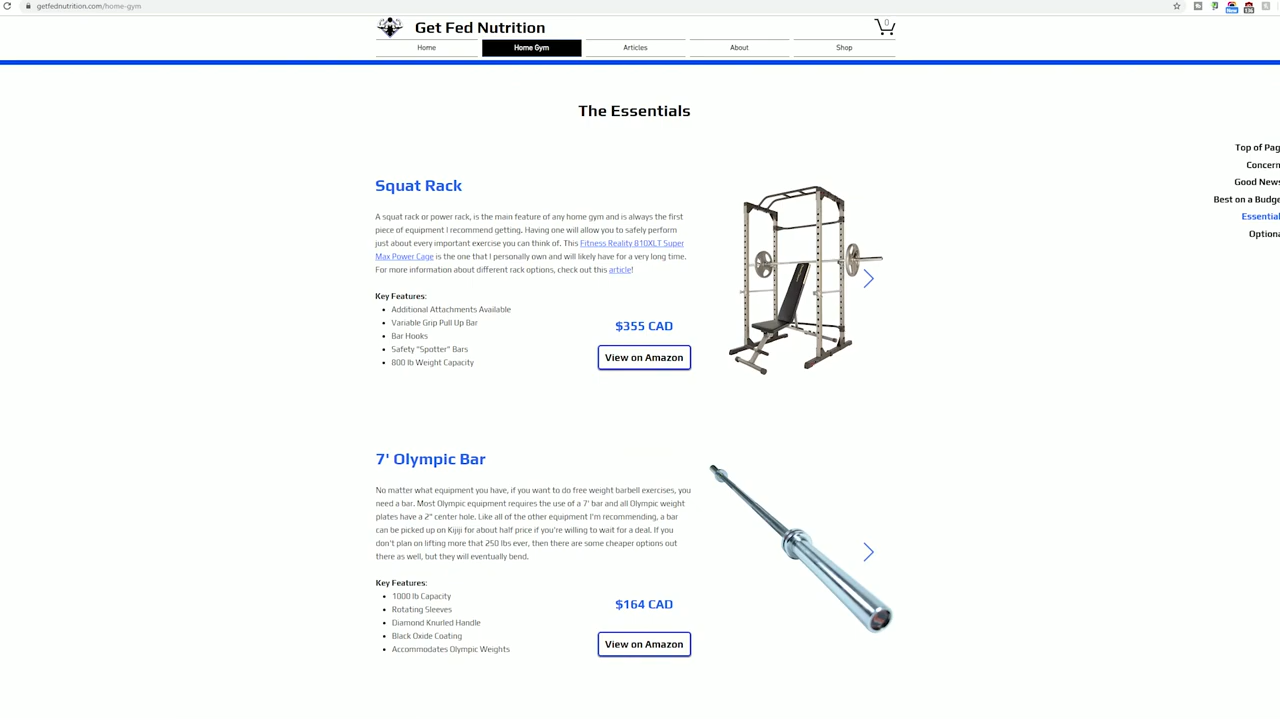 getfednutrition.com/home-gym
Get Fed Nutrition
0
Home
Home Gym
Articles
About
Shop
The Essentials
Top of Pag
Concern
Good News
Best on a Budge
Essential
Optiona
Squat Rack
A squat rack or power rack, is the main feature of any home gym and is always the first
piece of equipment I recommend getting. Having one will allow you to safely perform
just about every important exercise you can think of. This Fitness Reality 810XLT Super
Max Power Cage is the one that I personally own and will likely have for a very long time.
For more information about different rack options, check out this article!
Key Features:
Additional Attachments Available
Variable Grip Pull Up Bar
Bar Hooks
Safety "Spotter" Bars
800 lb Weight Capacity
$355 CAD
View on Amazon
7' Olympic Bar
No matter what equipment you have, if you want to do free weight barbell exercises, you
need a bar. Most Olympic equipment requires the use of a 7' bar and all Olympic weight
plates have a 2" center hole. Like all of the other equipment I'm recommending, a bar
can be picked up on Kijiji for about half price if you're willing to wait for a deal. If you
don't plan on lifting more that 250 lbs ever, then there are some cheaper options out
there as well, but they will eventually bend.
Key Features:
1000 lb Capacity
Rotating Sleeves
Diamond Knurled Handle
Black Oxide Coating
Accommodates Olympic Weights
$164 CAD
View on Amazon